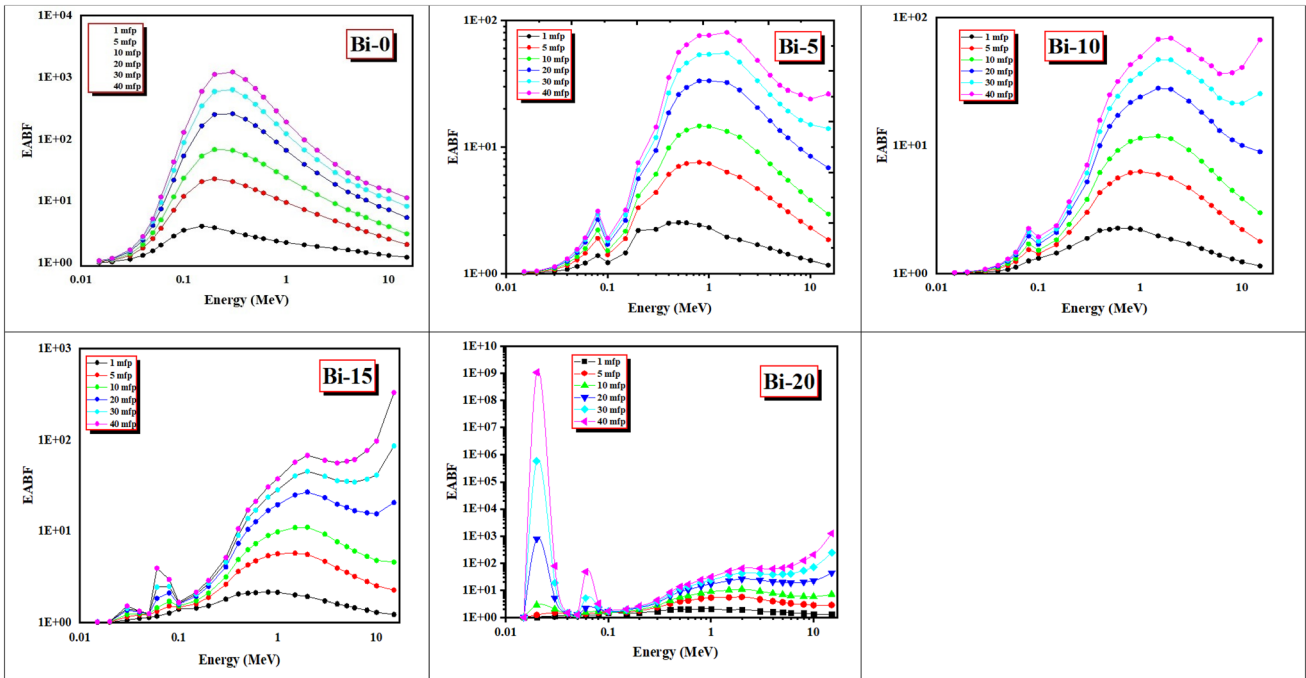 1E+04
1E+03
1E+02
1E+01
1E+00
EABF
1 mfp
5 mfp
10 mfp
20 mfp
30 mfp
40 mfp
Bi-0
0.01
0.1
1
10
Energy (MeV)
1E+02
1E+01
1E+00
EABF
1 mfp
5 mfp
10 mfp
20 mfp
30 mfp
40 mfp
Bi-5
0.01
0.1
1
10
Energy (MeV)
1E+02
1E+01
1E+00
EABF
1 mfp
5 mfp
10 mfp
20 mfp
30 mfp
40 mfp
Bi-10
0.01
0.1
1
10
Energy (MeV)
1E+03
1E+02
1E+01
1E+00
EABF
1 mfp
5 mfp
10 mfp
20 mfp
30 mfp
40 mfp
Bi-15
0.01
0.1
1
10
Energy (MeV)
1E+10
1E+09
1E+08
1E+07
1E+06
1E+05
1E+04
1E+03
1E+02
1E+01
1E+00
EABF
1 mfp
5 mfp
10 mfp
20 mfp
30 mfp
40 mfp
Bi-20
0.01
0.1
1
10
Energy (MeV)